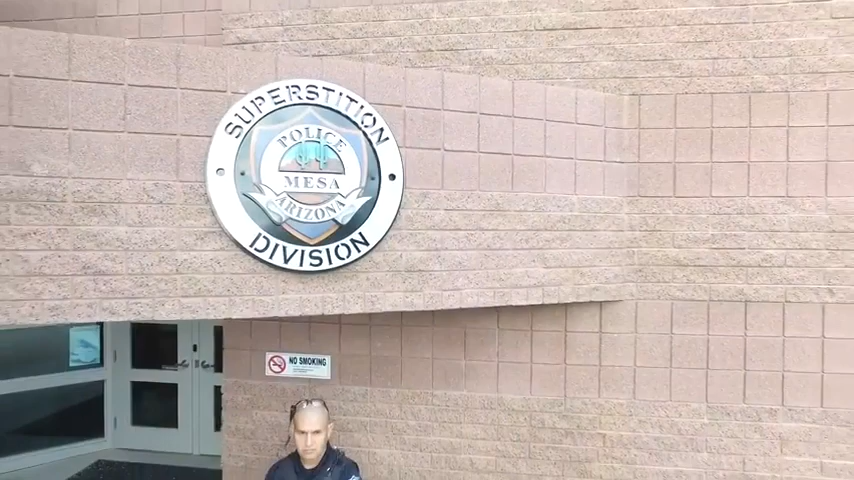 SUPERSTITION
POLICE
MESA
ARIZONA
DIVISION
NO SMOKING